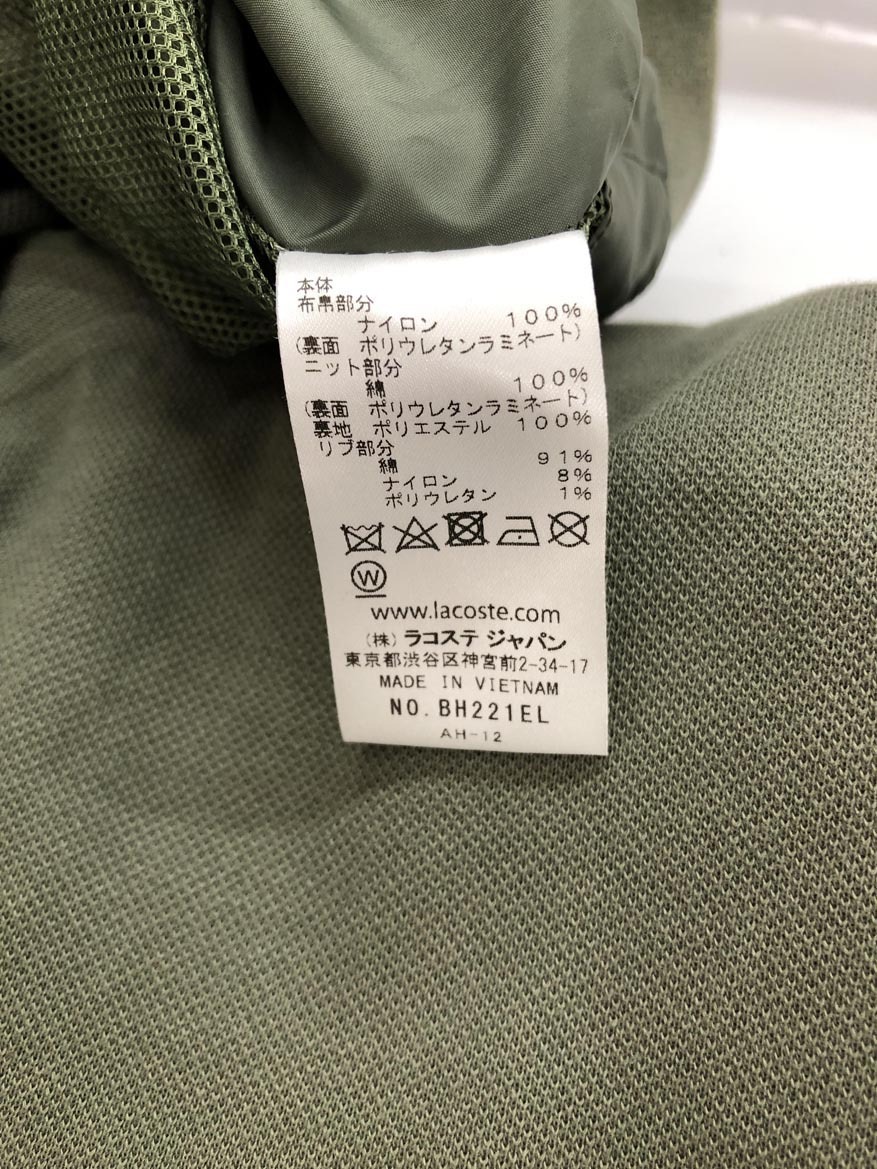 本体
布帛部分
ナイロン 100%
(裏面 ポリウレタンラミネート)
ニット部分
綿 100%
(裏面 ポリウレタンラミネート)
裏地 ポリエステル 100%
リブ部分
綿 91%
ナイロン 8%
ポリウレタン 1%
W
www.lacoste.com
(株) ラコステ ジャパン
東京都渋谷区神宮前2-34-17
MADE IN VIETNAM
NO. BH221EL
AH-12